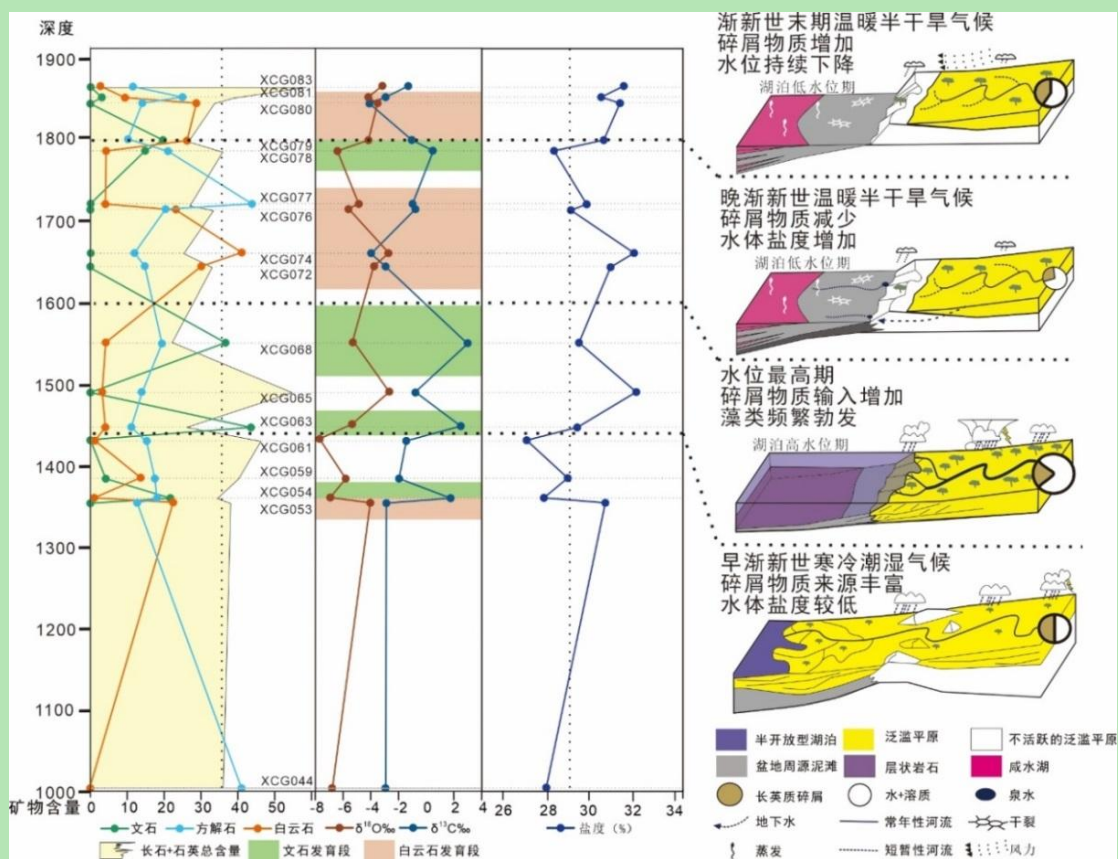 深度
1900
1800
1700
1600
1500
1400
1300
1200
1100
1000
XCG083
XCG081
XCG080
XCG079
XCG078
XCG077
XCG076
XCG074
XCG072
XCG068
XCG065
XCG063
XCG061
XCG059
XCG054
XCG053
XCG044
矿物含量 0 10 20 30 40 50
-8 -6 -4 -2 0 2 4
26 28 30 32 34
文石 方解石 白云石 δ¹⁸O‰ δ¹³C‰ 盐度（%）
长石+石英总含量 文石发育段 白云石发育段
渐新世末期温暖半干旱气候
碎屑物质增加
水位持续下降
湖泊低水位期
晚渐新世温暖半干旱气候
碎屑物质减少
水体盐度增加
湖泊低水位期
水位最高期
碎屑物质输入增加
藻类频繁勃发
湖泊高水位期
早渐新世寒冷潮湿气候
碎屑物质来源丰富
水体盐度较低
半开放型湖泊 泛滥平原 不活跃的泛滥平原
盆地周源泥滩 层状岩石 咸水湖
长英质碎屑 水+溶质 泉水
地下水 常年性河流 干裂
蒸发 短暂性河流 风力